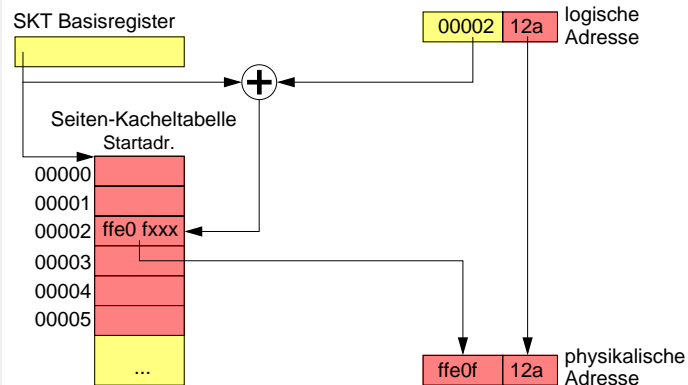 SKT Basisregister
00002 12a
logische
Adresse
Seiten-Kacheltabelle
Startadr.
00000
00001
00002 ffe0 fxxx
00003
00004
00005
...
ffe0f 12a
physikalische
Adresse